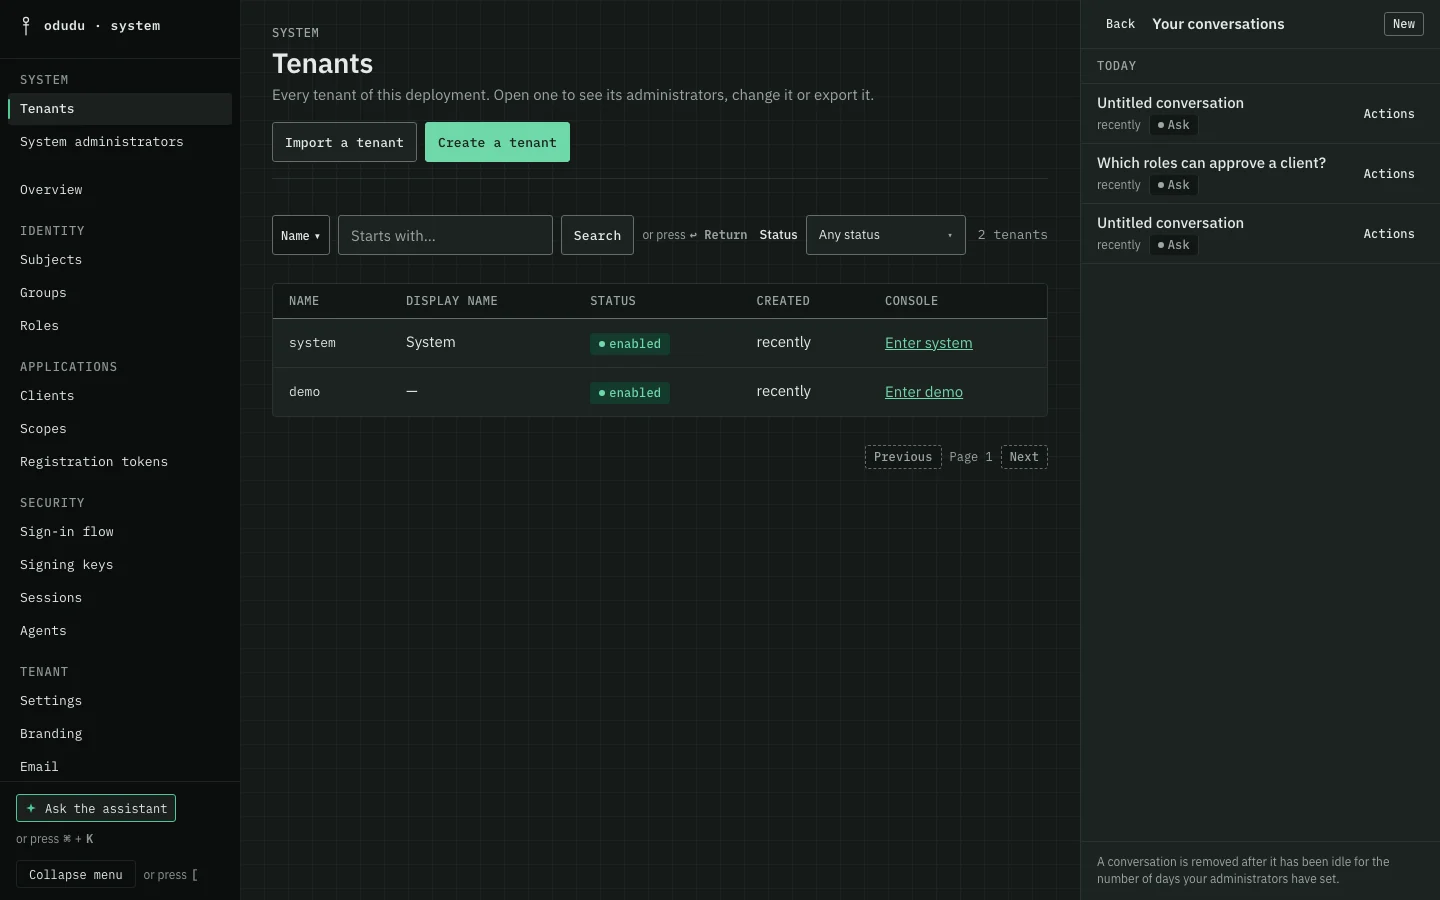 odudu · system
SYSTEM
Tenants
System administrators
Overview
IDENTITY
Subjects
Groups
Roles
APPLICATIONS
Clients
Scopes
Registration tokens
SECURITY
Sign-in flow
Signing keys
Sessions
Agents
TENANT
Settings
Branding
Email
Ask the assistant
or press ⌘ + K
Collapse menu or press [
SYSTEM
Tenants
Every tenant of this deployment. Open one to see its administrators, change it or export it.
Import a tenant Create a tenant
Name ▾ Starts with... Search or press ↩ Return Status Any status ▾ 2 tenants
NAME DISPLAY NAME STATUS CREATED CONSOLE
system System enabled recently Enter system
demo — enabled recently Enter demo
Previous Page 1 Next
Back Your conversations New
TODAY
Untitled conversation
recently Ask
Actions
Which roles can approve a client?
recently Ask
Actions
Untitled conversation
recently Ask
Actions
A conversation is removed after it has been idle for the
number of days your administrators have set.